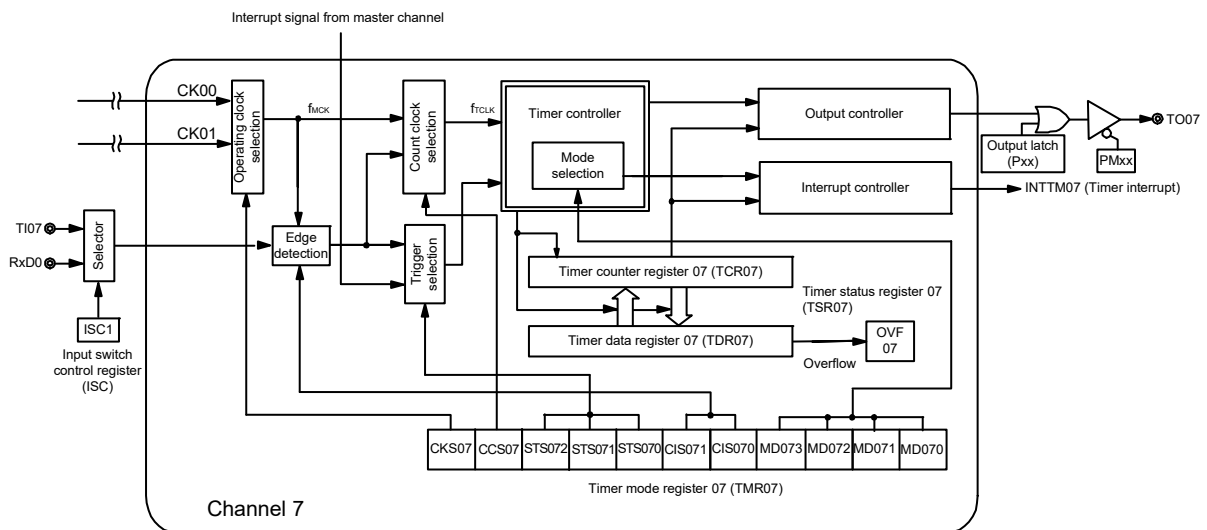 Interrupt signal from master channel
CK00
CK01
Operating clock
selection
fMCK
Count clock
selection
fTCLK
Timer controller
Mode
selection
Output controller
Interrupt controller
Output latch
(Pxx)
PMxx
TO07
INTTM07 (Timer interrupt)
TI07
RxD0
Selector
Edge
detection
Trigger
selection
ISC1
Input switch
control register
(ISC)
Timer counter register 07 (TCR07)
Timer status register 07
(TSR07)
Timer data register 07 (TDR07)
OVF
07
Overflow
CKS07 CCS07 STS072 STS071 STS070 CIS071 CIS070 MD073 MD072 MD071 MD070
Timer mode register 07 (TMR07)
Channel 7